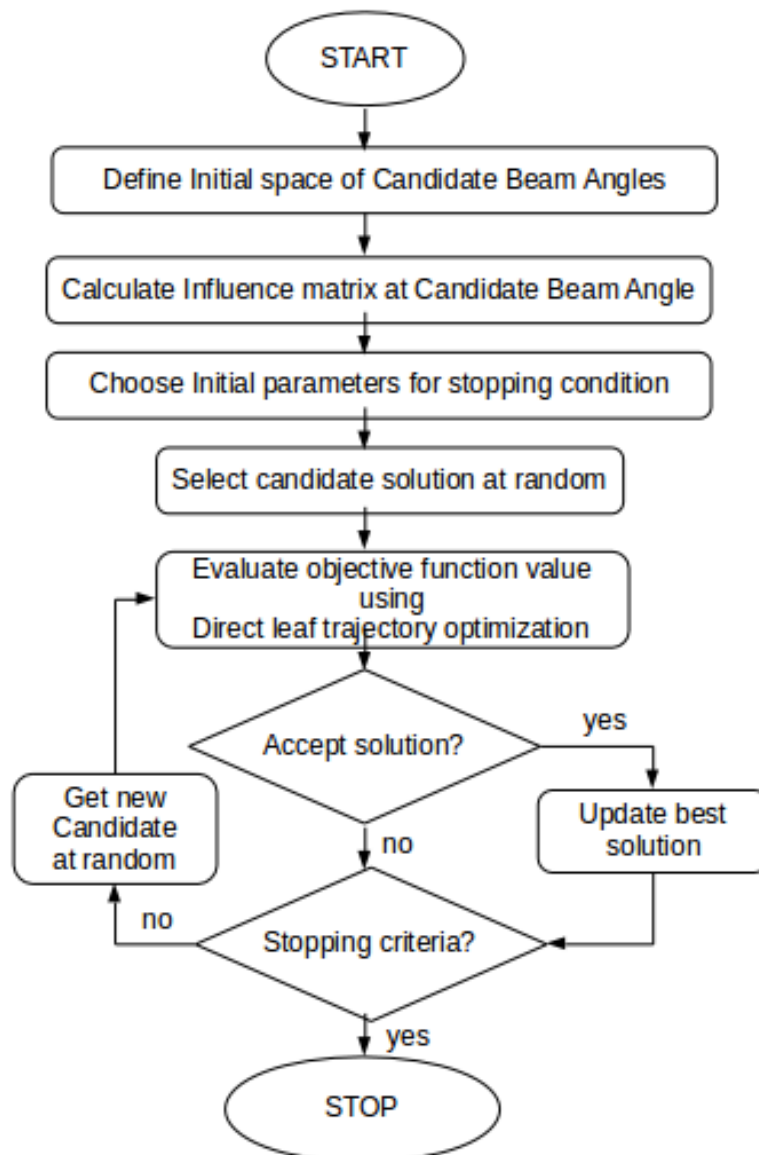 START
Define Initial space of Candidate Beam Angles
Calculate Influence matrix at Candidate Beam Angle
Choose Initial parameters for stopping condition
Select candidate solution at random
Evaluate objective function value
using
Direct leaf trajectory optimization
Accept solution?
yes
Update best
solution
no
Get new
Candidate
at random
Stopping criteria?
no
yes
STOP